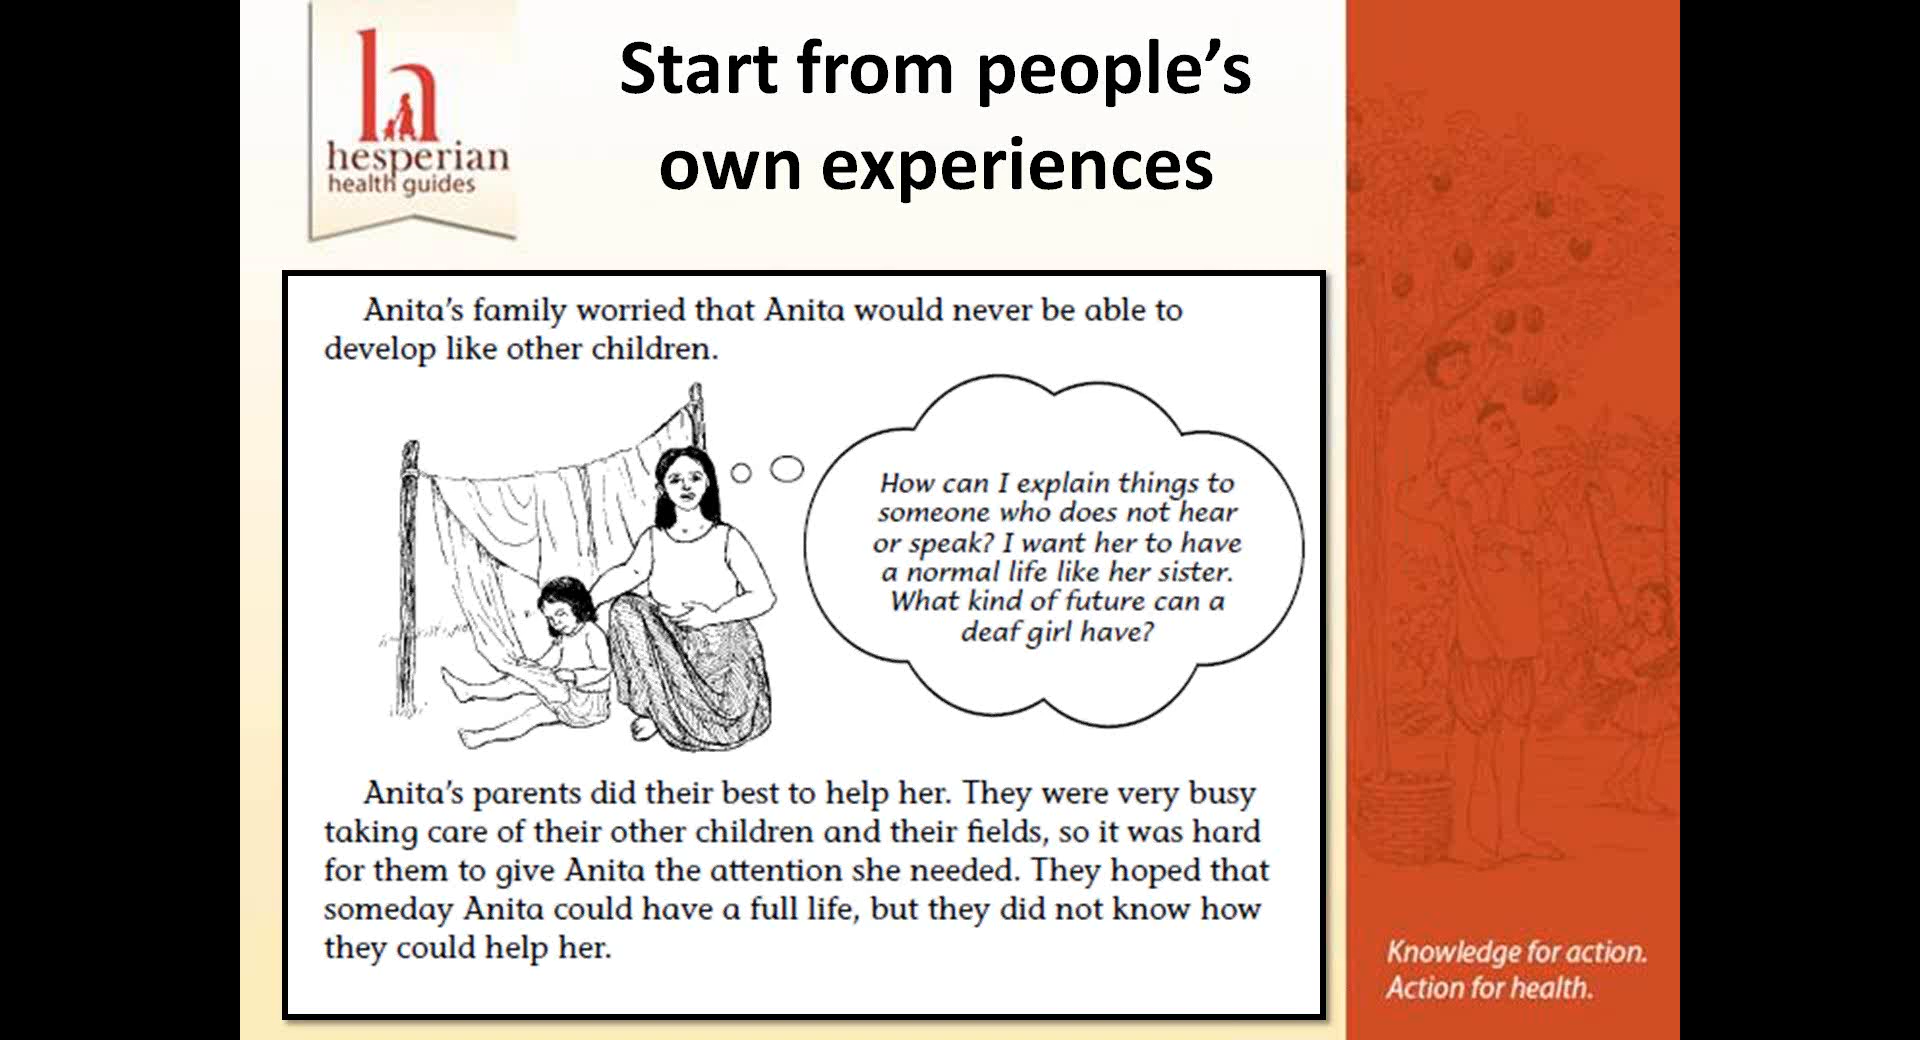 hesperian
health guides
Start from people’s
own experiences
Anita’s family worried that Anita would never be able to
develop like other children.
How can I explain things to
someone who does not hear
or speak? I want her to have
a normal life like her sister.
What kind of future can a
deaf girl have?
Anita’s parents did their best to help her. They were very busy
taking care of their other children and their fields, so it was hard
for them to give Anita the attention she needed. They hoped that
someday Anita could have a full life, but they did not know how
they could help her.
Knowledge for action.
Action for health.